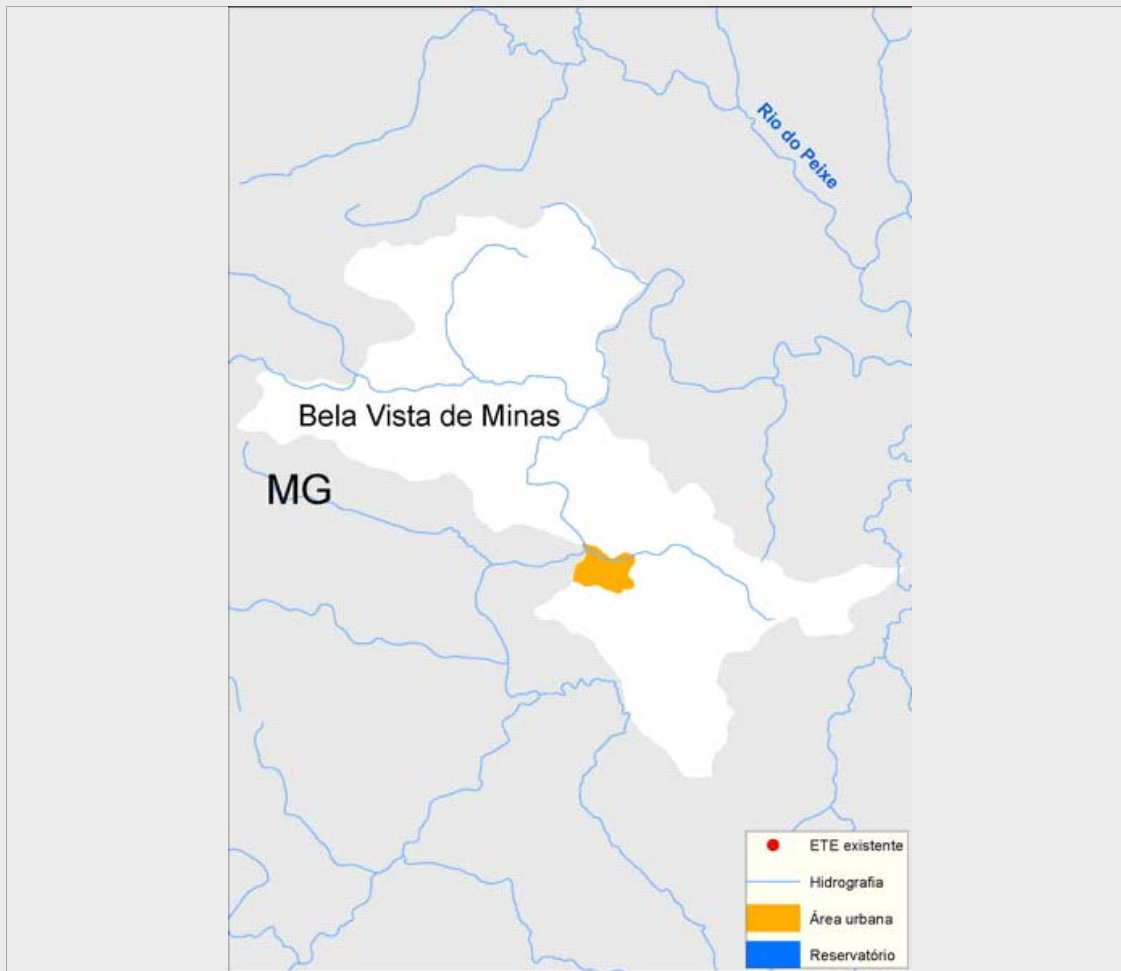 Rio do Peixe
Bela Vista de Minas
MG
ETE existente
Hidrografia
Área urbana
Reservatório